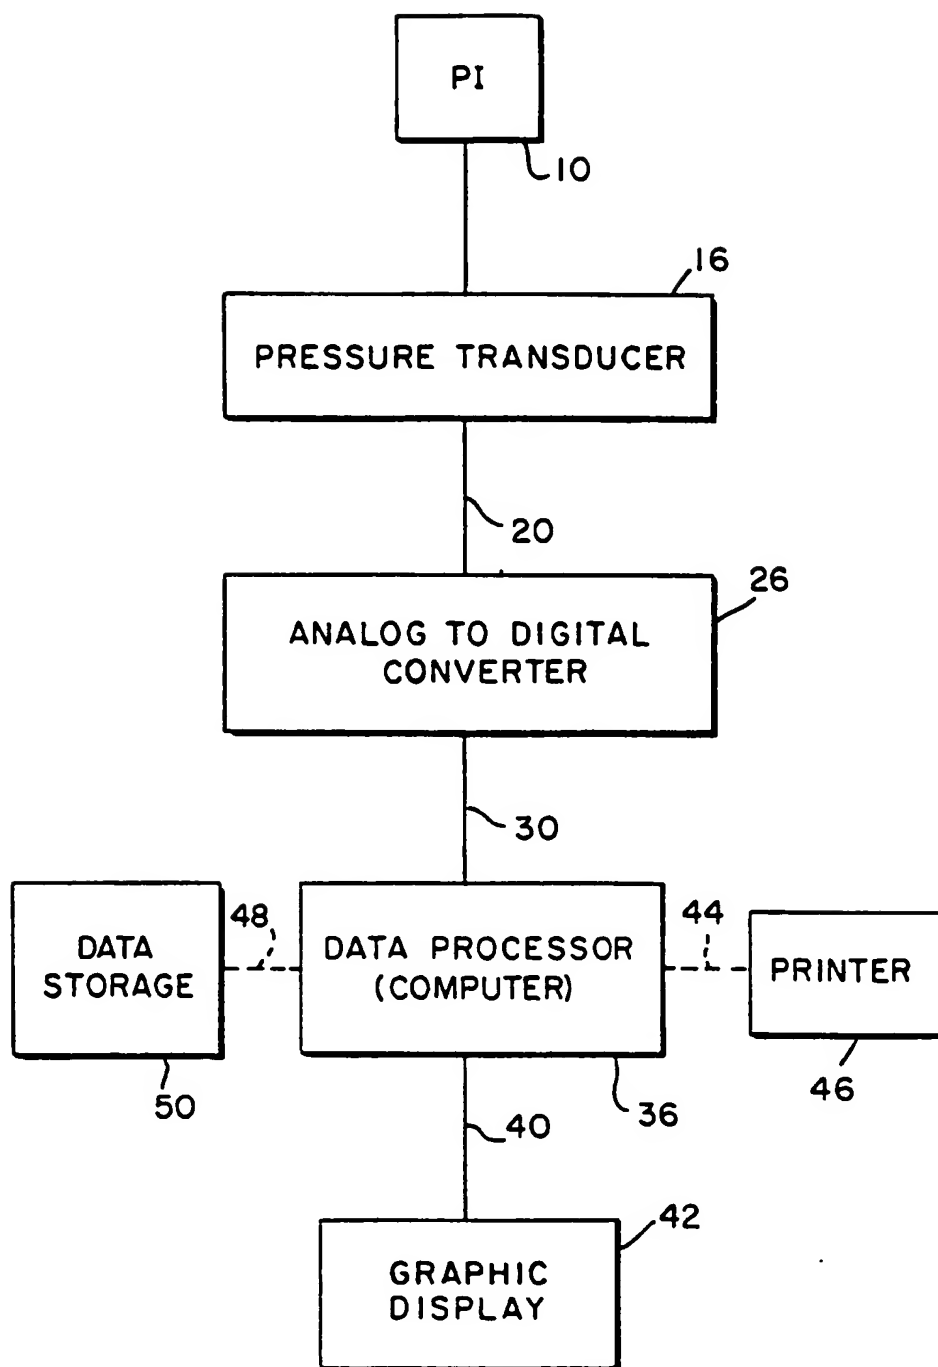 PI
10
16
PRESSURE TRANSDUCER
20
26
ANALOG TO DIGITAL
CONVERTER
30
48
44
DATA
STORAGE
DATA PROCESSOR
(COMPUTER)
PRINTER
50
36
46
40
42
GRAPHIC
DISPLAY